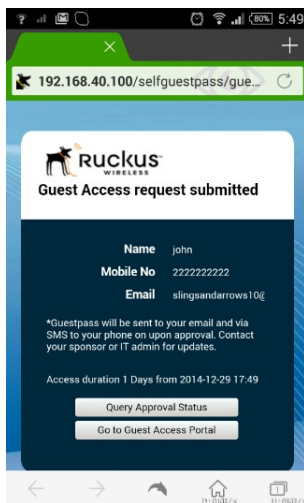 80% 5:49
192.168.40.100/selfguestpass/gue...
Ruckus
WIRELESS
Guest Access request submitted
Name john
Mobile No 2222222222
Email slingsandarrows10@
*Guestpass will be sent to
your email and via
SMS to your phone on upon
approval. Contact
your sponsor or IT admin for
updates.
Access duration 1 Days from 2014-12-29 17:49
Query Approval Status
Go to Guest Access Portal
1